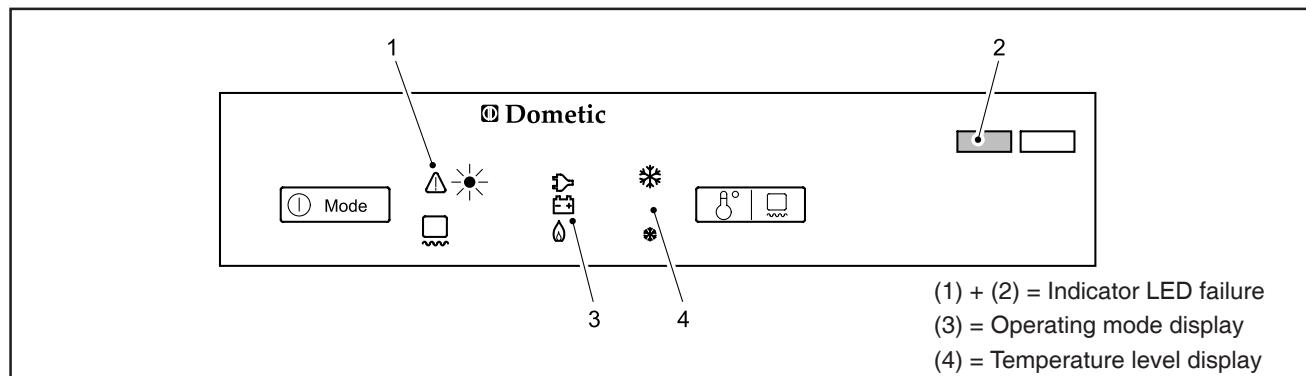 1
2
Dometic
Mode
3
4
(1) + (2) = Indicator LED failure
(3) = Operating mode display
(4) = Temperature level display